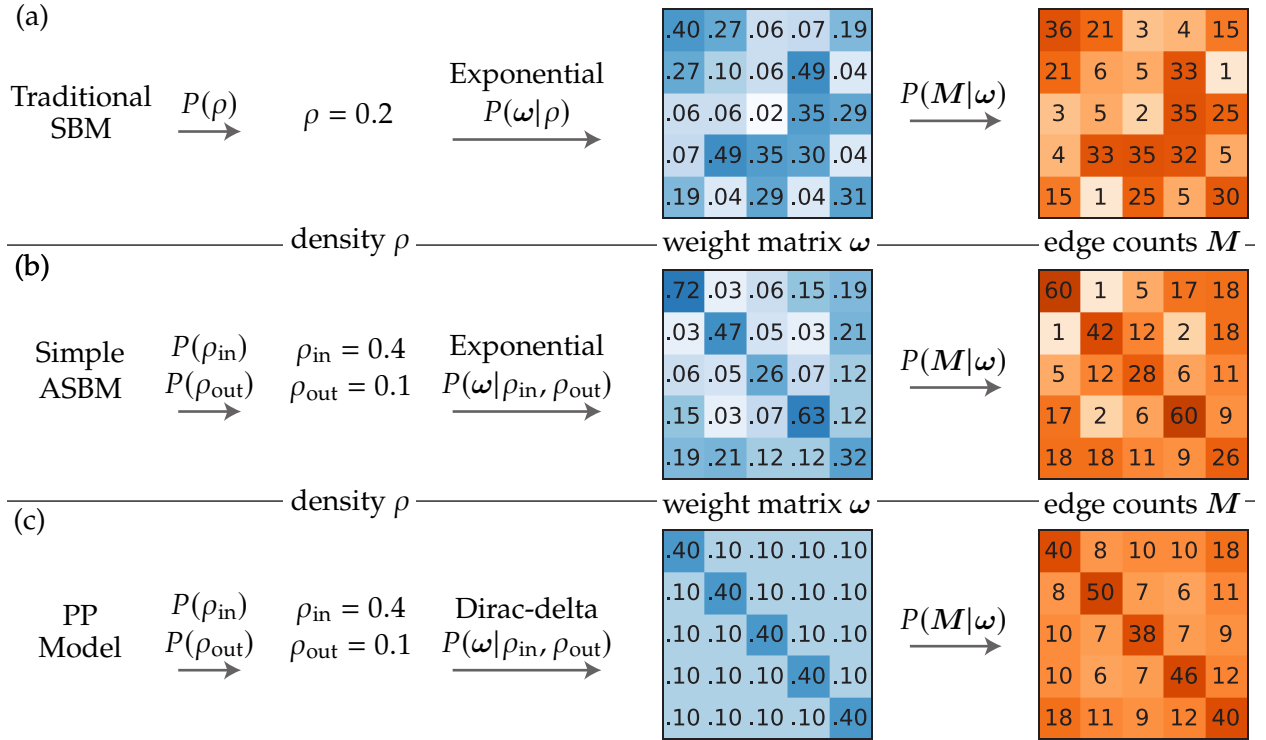 (a)
Traditional
SBM
P(ρ)
ρ = 0.2
Exponential
P(ω|ρ)
.40 .27 .06 .07 .19
.27 .10 .06 .49 .04
.06 .06 .02 .35 .29
.07 .49 .35 .30 .04
.19 .04 .29 .04 .31
P(M|ω)
36 21 3 4 15
21 6 5 33 1
3 5 2 35 25
4 33 35 32 5
15 1 25 5 30
density ρ
weight matrix ω
edge counts M
(b)
Simple
ASBM
P(ρin)
P(ρout)
ρin = 0.4
ρout = 0.1
Exponential
P(ω|ρin, ρout)
.72 .03 .06 .15 .19
.03 .47 .05 .03 .21
.06 .05 .26 .07 .12
.15 .03 .07 .63 .12
.19 .21 .12 .12 .32
P(M|ω)
60 1 5 17 18
1 42 12 2 18
5 12 28 6 11
17 2 6 60 9
18 18 11 9 26
density ρ
weight matrix ω
edge counts M
(c)
PP
Model
P(ρin)
P(ρout)
ρin = 0.4
ρout = 0.1
Dirac-delta
P(ω|ρin, ρout)
.40 .10 .10 .10 .10
.10 .40 .10 .10 .10
.10 .10 .40 .10 .10
.10 .10 .10 .40 .10
.10 .10 .10 .10 .40
P(M|ω)
40 8 10 10 18
8 50 7 6 11
10 7 38 7 9
10 6 7 46 12
18 11 9 12 40